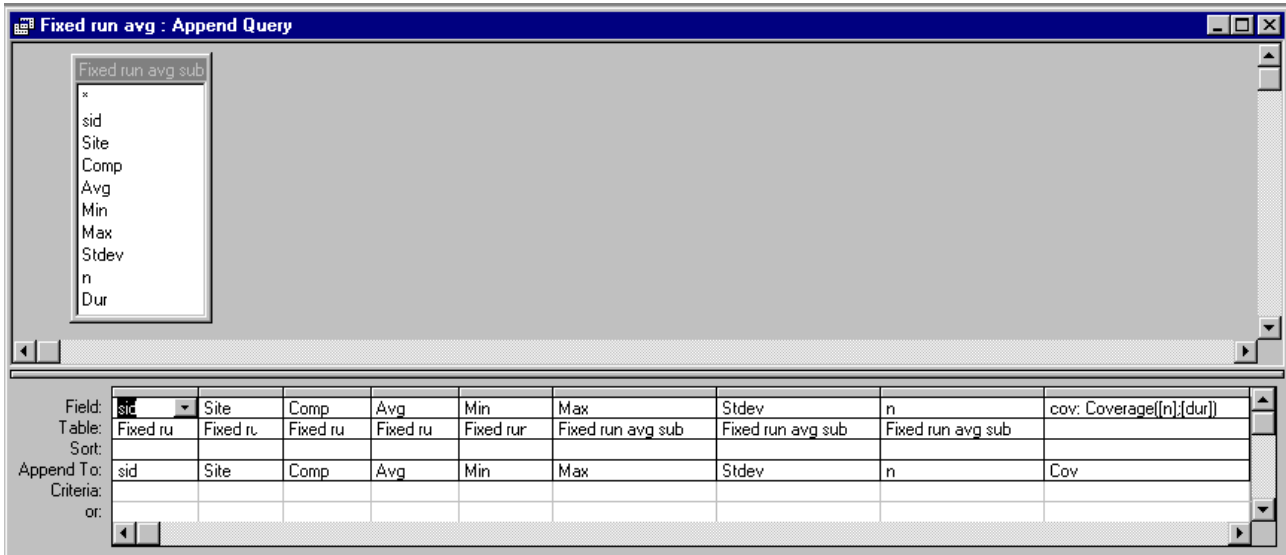 Fixed run avg : Append Query
Fixed run avg sub
*
sid
Site
Comp
Avg
Min
Max
Stdev
n
Dur
Field: sid Site Comp Avg Min Max Stdev n cov: Coverage([n];[dur])
Table: Fixed ru Fixed ru Fixed ru Fixed ru Fixed rur Fixed run avg sub Fixed run avg sub Fixed run avg sub
Sort:
Append To: sid Site Comp Avg Min Max Stdev n Cov
Criteria:
or: